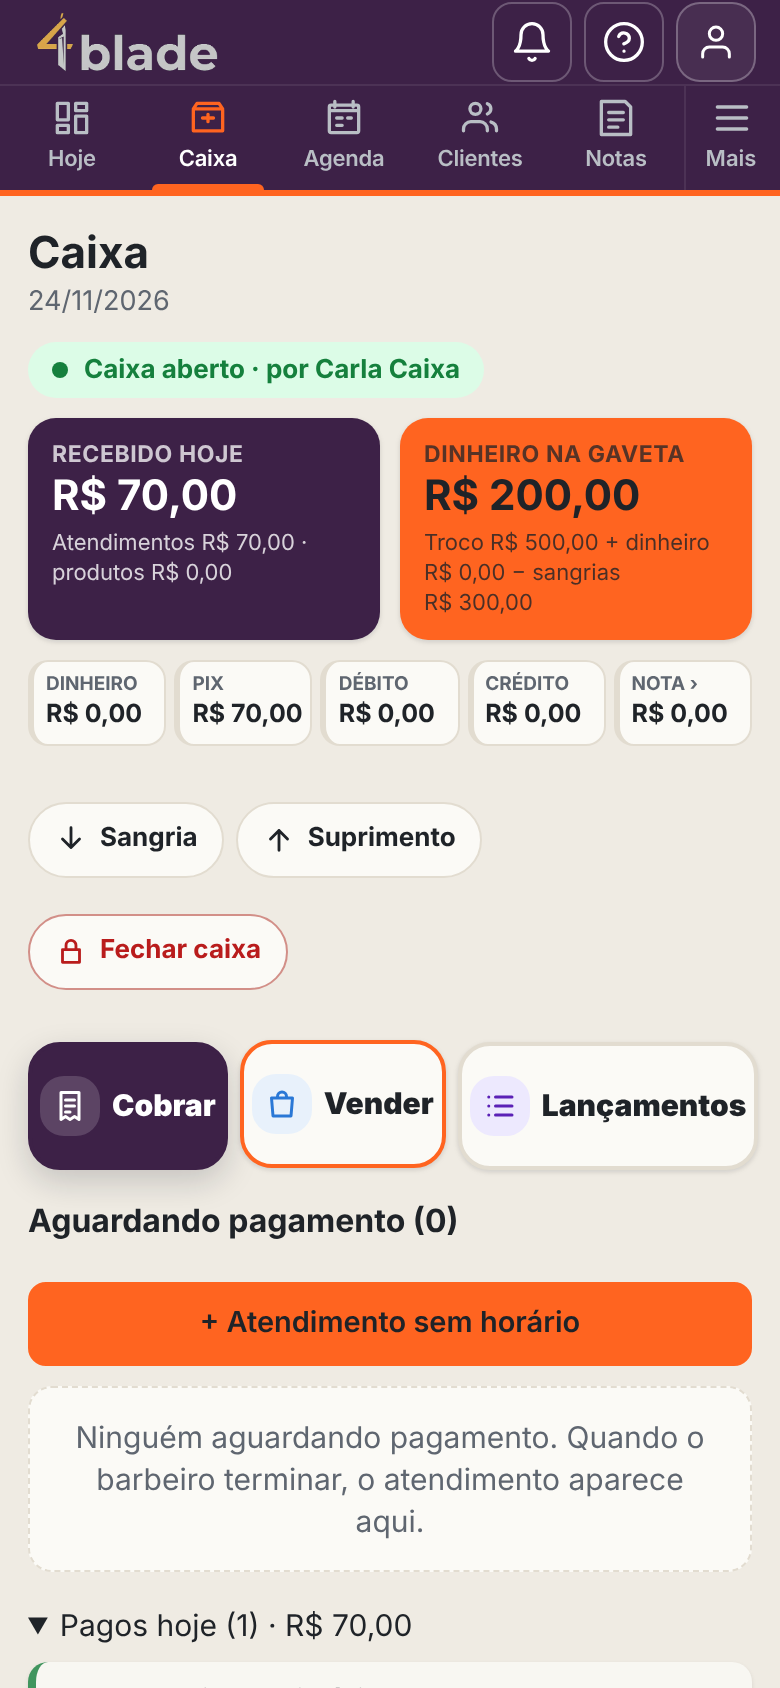 4blade
Hoje
Caixa
Agenda
Clientes
Notas
Mais
Caixa
24/11/2026
Caixa aberto · por Carla Caixa
RECEBIDO HOJE
R$ 70,00
Atendimentos R$ 70,00 ·
produtos R$ 0,00
DINHEIRO NA GAVETA
R$ 200,00
Troco R$ 500,00 + dinheiro
R$ 0,00 − sangrias
R$ 300,00
DINHEIRO
R$ 0,00
PIX
R$ 70,00
DÉBITO
R$ 0,00
CRÉDITO
R$ 0,00
NOTA ›
R$ 0,00
Sangria
Suprimento
Fechar caixa
Cobrar
Vender
Lançamentos
Aguardando pagamento (0)
+ Atendimento sem horário
Ninguém aguardando pagamento. Quando o
barbeiro terminar, o atendimento aparece
aqui.
▼ Pagos hoje (1) · R$ 70,00